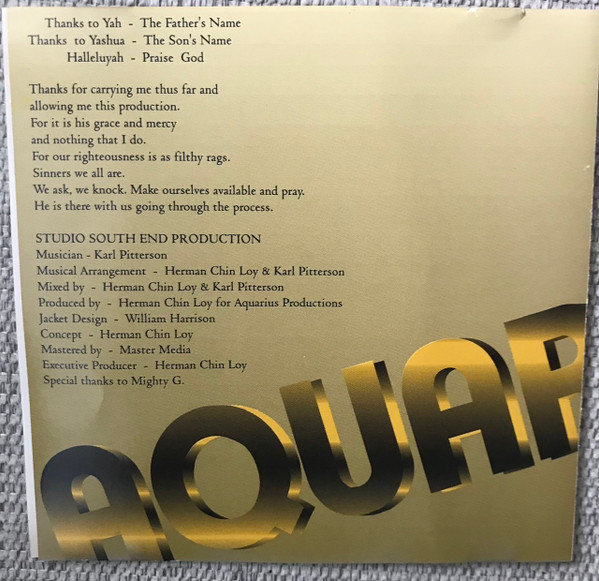 Thanks to Yah - The Father's Name
Thanks to Yashua - The Son's Name
Halleluyah - Praise God
Thanks for carrying me thus far and
allowing me this production.
For it is his grace and mercy
and nothing that I do.
For our righteousness is as filthy rags.
Sinners we all are.
We ask, we knock. Make ourselves available and pray.
He is there with us going through the process.
STUDIO SOUTH END PRODUCTION
Musician - Karl Pitterson
Musical Arrangement - Herman Chin Loy & Karl Pitterson
Mixed by - Herman Chin Loy & Karl Pitterson
Produced by - Herman Chin Loy for Aquarius Productions
Jacket Design - William Harrison
Concept - Herman Chin Loy
Mastered by - Master Media
Executive Producer - Herman Chin Loy
Special thanks to Mighty G.
AQUAR